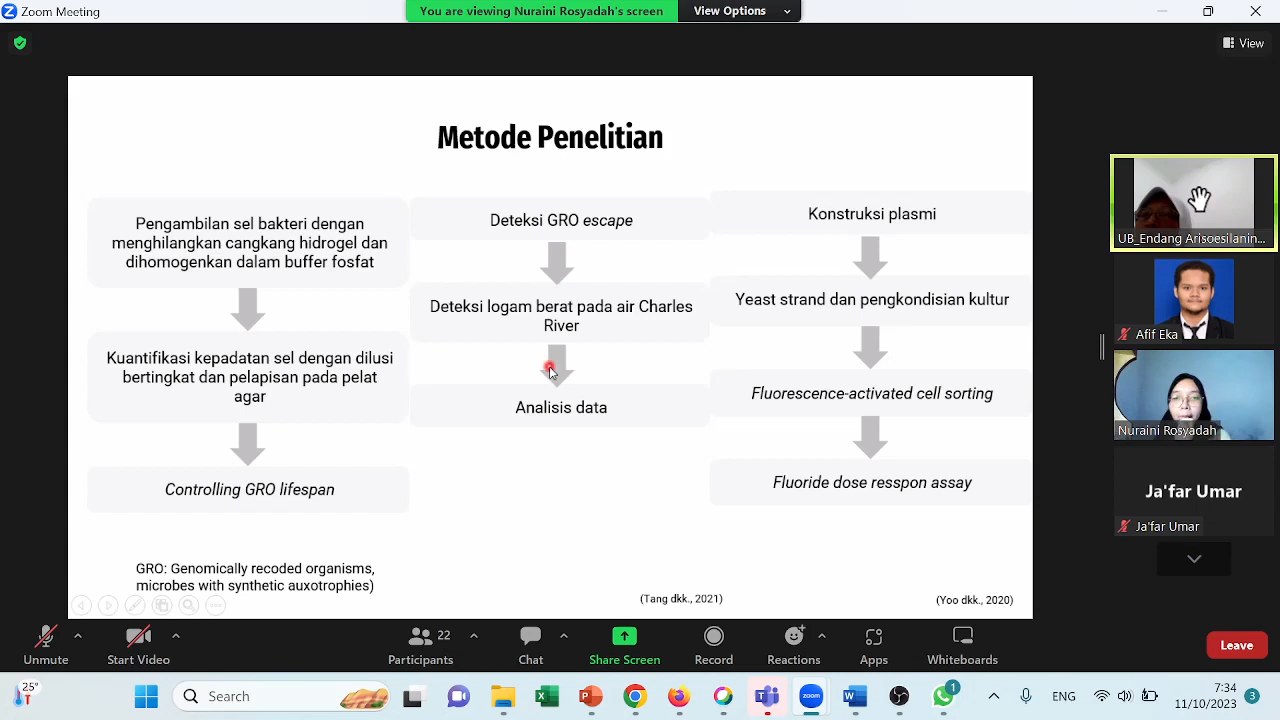 Zoom Meeting
You are viewing Nuraini Rosyadah's screen
View Options
View
Metode Penelitian
Pengambilan sel bakteri dengan
menghilangkan cangkang hidrogel dan
dihomogenkan dalam buffer fosfat
Kuantifikasi kepadatan sel dengan dilusi
bertingkat dan pelapisan pada pelat
agar
Controlling GRO lifespan
GRO: Genomically recoded organisms,
microbes with synthetic auxotrophies)
Deteksi GRO escape
Deteksi logam berat pada air Charles
River
Analisis data
(Tang dkk., 2021)
Konstruksi plasmi
Yeast strand dan pengkondisian kultur
Fluorescence-activated cell sorting
Fluoride dose resspon assay
(Yoo dkk., 2020)
UB_Endang Arisoesilanin...
Afif Eka
Nuraini Rosyadah
Ja'far Umar
Ja'far Umar
Unmute
Start Video
22
Participants
Chat
Share Screen
Record
Reactions
Apps
Whiteboards
Leave
25°
Search
1
ENG
7:34
11/10/2023
3